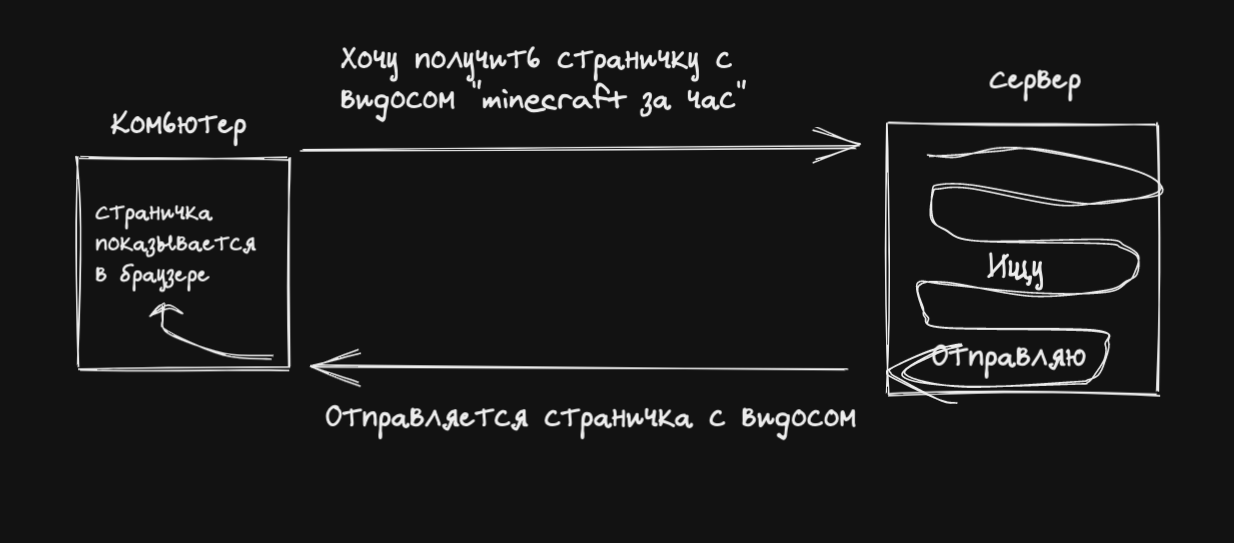 Хочу получить страничку с
видосом "minecraft за час"
сервер
Комьютер
страничка
показывается
в браузере
Ищу
Отправляю
Отправляется страничка с видосом